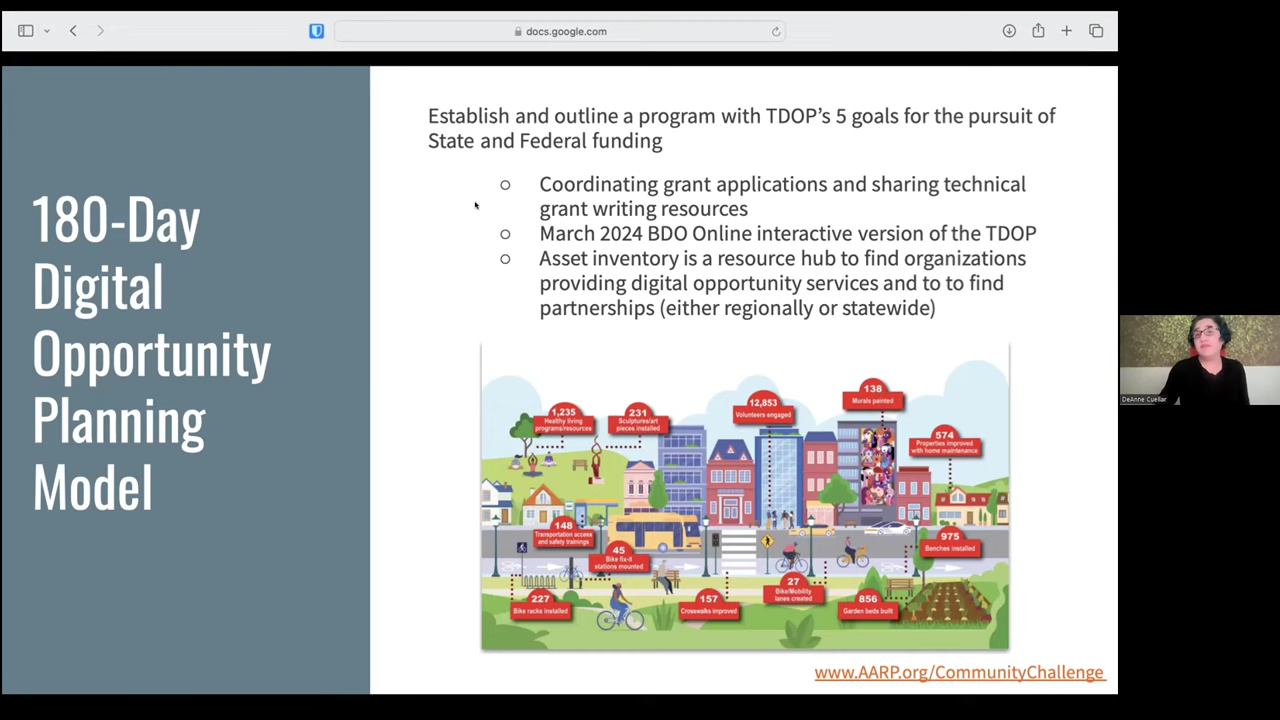 docs.google.com
180-Day
Digital
Opportunity
Planning
Model
Establish and outline a program with TDOP's 5 goals for the pursuit of
State and Federal funding
○ Coordinating grant applications and sharing technical
grant writing resources
○ March 2024 BDO Online interactive version of the TDOP
○ Asset inventory is a resource hub to find organizations
providing digital opportunity services and to to find
partnerships (either regionally or statewide)
1,235
Healthy living
programs/resources
231
Sculptures/art
pieces installed
12,853
Volunteers engaged
138
Murals painted
574
Properties improved
with home maintenance
148
Transportation access
and safety trainings
45
Bike fix-it
stations mounted
975
Benches installed
227
Bike racks installed
157
Crosswalks improved
27
Bike/Mobility
lanes created
856
Garden beds built
www.AARP.org/CommunityChallenge
DeAnne Cuellar